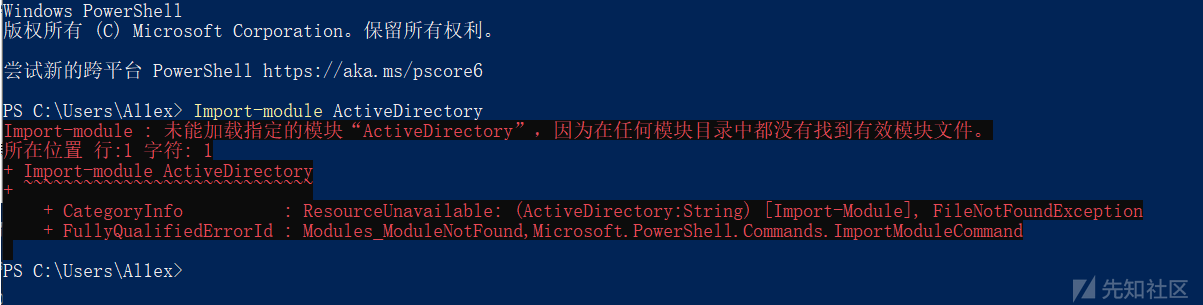 Windows PowerShell
版权所有 (C) Microsoft Corporation。保留所有权利。
尝试新的跨平台 PowerShell https://aka.ms/pscore6
PS C:\Users\Allex> Import-module ActiveDirectory
Import-module : 未能加载指定的模块“ActiveDirectory”，因为在任何模块目录中都没有找到有效模块文件。
所在位置 行:1 字符: 1
+ Import-module ActiveDirectory
+ ~~~~~~~~~~~~~~~~~~~~~~~~~~~~~
    + CategoryInfo          : ResourceUnavailable: (ActiveDirectory:String) [Import-Module], FileNotFoundException
    + FullyQualifiedErrorId : Modules_ModuleNotFound,Microsoft.PowerShell.Commands.ImportModuleCommand
PS C:\Users\Allex>
先知社区